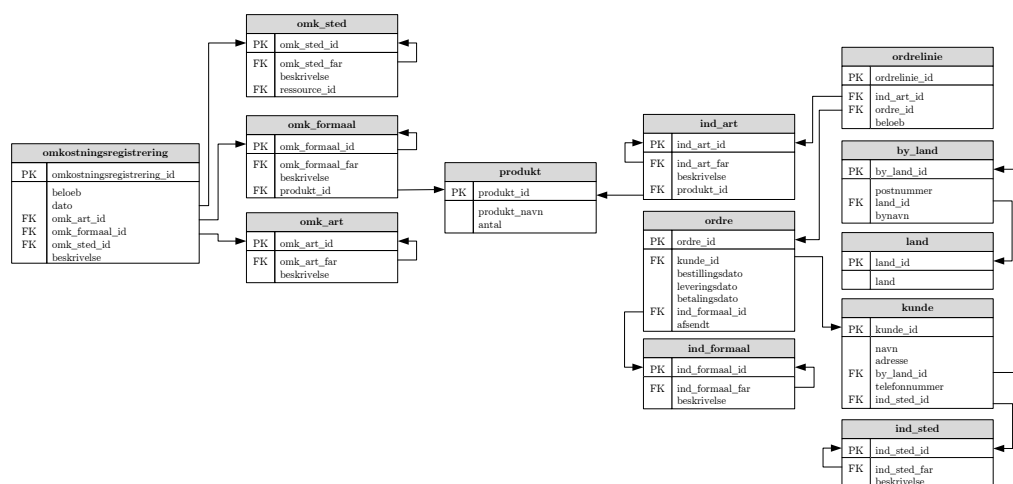 omk_sted
PK omk_sted_id
FK omk_sted_far
beskrivelse
FK ressource_id
omk_formaal
PK omk_formaal_id
FK omk_formaal_far
beskrivelse
FK produkt_id
omkostningsregistrering
PK omkostningsregistrering_id
beloeb
dato
FK omk_art_id
FK omk_formaal_id
FK omk_sted_id
beskrivelse
omk_art
PK omk_art_id
FK omk_art_far
beskrivelse
produkt
PK produkt_id
produkt_navn
antal
ind_art
PK ind_art_id
FK ind_art_far
beskrivelse
FK produkt_id
ordre
PK ordre_id
FK kunde_id
bestillingsdato
leveringsdato
betalingsdato
FK ind_formaal_id
afsendt
ind_formaal
PK ind_formaal_id
FK ind_formaal_far
beskrivelse
ordrelinie
PK ordrelinie_id
FK ind_art_id
FK ordre_id
beloeb
by_land
PK by_land_id
postnummer
FK land_id
bynavn
land
PK land_id
land
kunde
PK kunde_id
navn
adresse
FK by_land_id
telefonnummer
FK ind_sted_id
ind_sted
PK ind_sted_id
FK ind_sted_far
beskrivelse